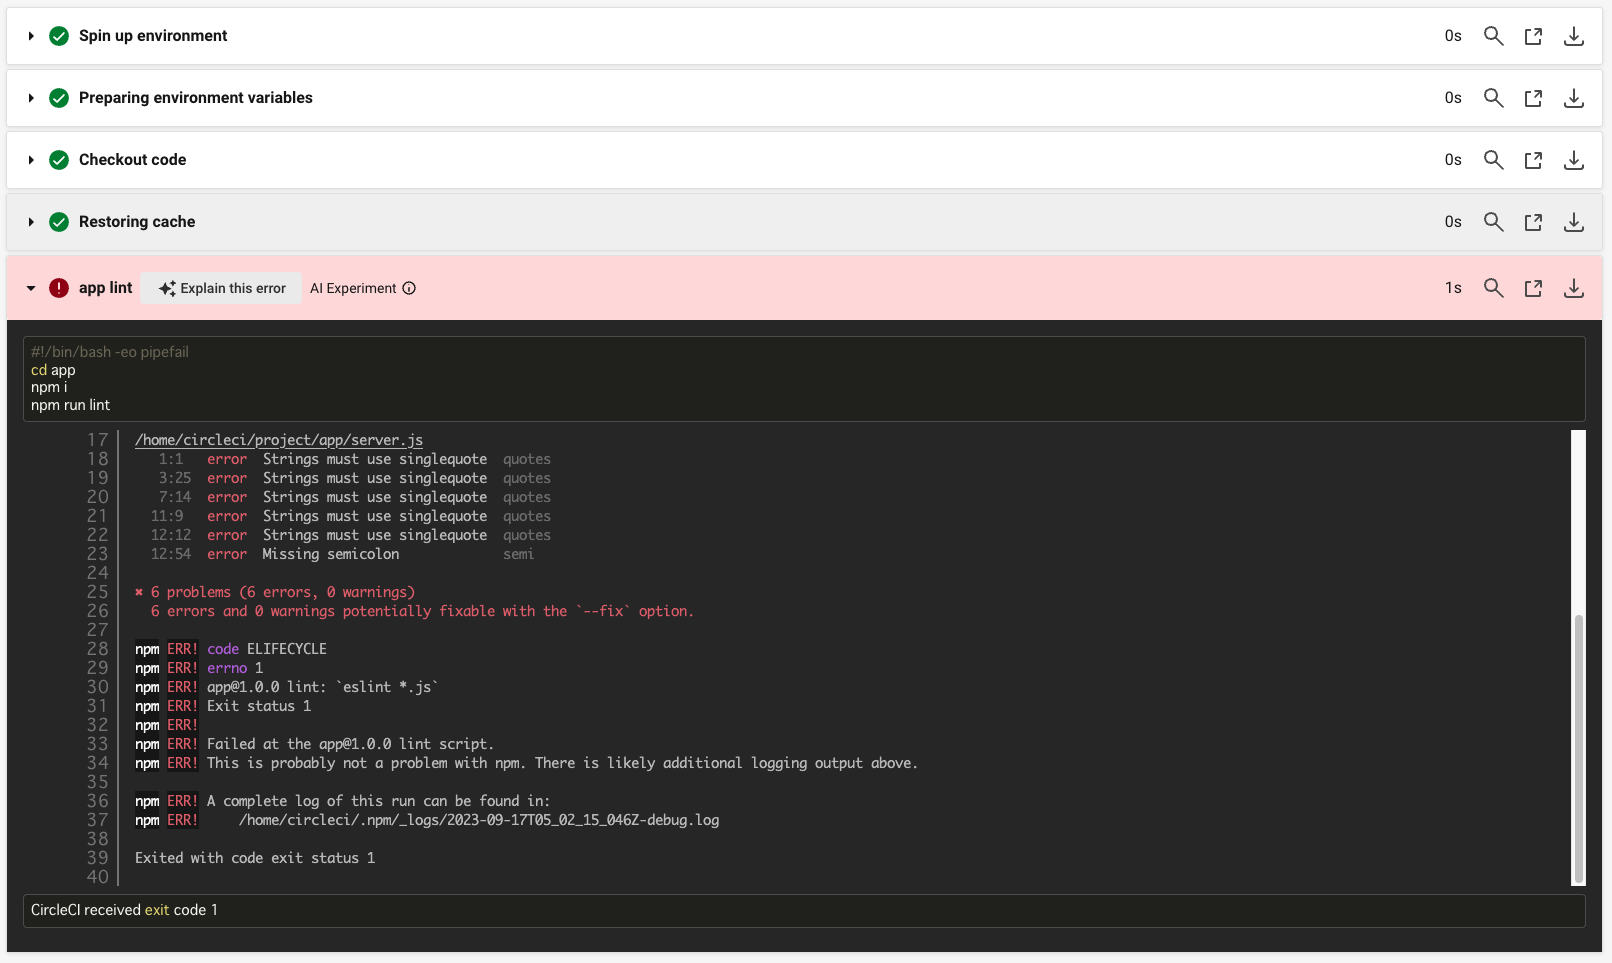 Spin up environment 0s
Preparing environment variables 0s
Checkout code 0s
Restoring cache 0s
app lint Explain this error AI Experiment 1s
#!/bin/bash -eo pipefail
cd app
npm i
npm run lint
17 /home/circleci/project/app/server.js
18 1:1 error Strings must use singlequote quotes
19 3:25 error Strings must use singlequote quotes
20 7:14 error Strings must use singlequote quotes
21 11:9 error Strings must use singlequote quotes
22 12:12 error Strings must use singlequote quotes
23 12:54 error Missing semicolon semi
24
25 ✖ 6 problems (6 errors, 0 warnings)
26 6 errors and 0 warnings potentially fixable with the `--fix` option.
27
28 npm ERR! code ELIFECYCLE
29 npm ERR! errno 1
30 npm ERR! app@1.0.0 lint: `eslint *.js`
31 npm ERR! Exit status 1
32 npm ERR!
33 npm ERR! Failed at the app@1.0.0 lint script.
34 npm ERR! This is probably not a problem with npm. There is likely additional logging output above.
35
36 npm ERR! A complete log of this run can be found in:
37 npm ERR! /home/circleci/.npm/_logs/2023-09-17T05_02_15_046Z-debug.log
38
39 Exited with code exit status 1
40
CircleCI received exit code 1